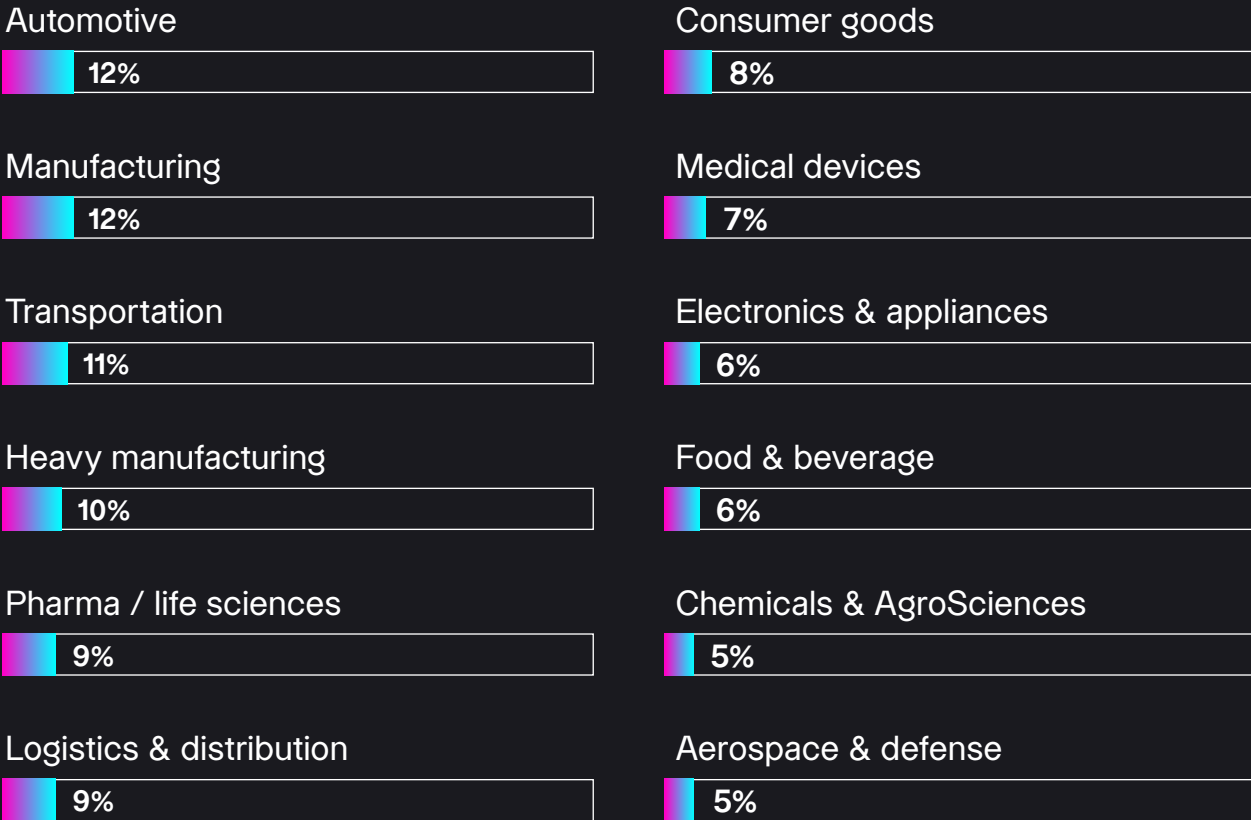 Automotive
12%
Manufacturing
12%
Transportation
11%
Heavy manufacturing
10%
Pharma / life sciences
9%
Logistics & distribution
9%
Consumer goods
8%
Medical devices
7%
Electronics & appliances
6%
Food & beverage
6%
Chemicals & AgroSciences
5%
Aerospace & defense
5%